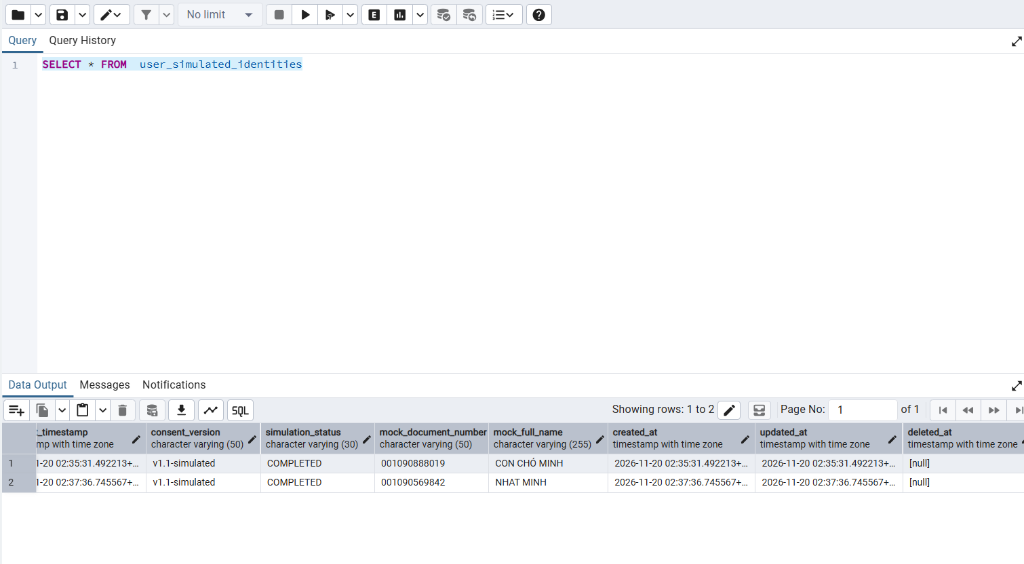 No limit
E
SQL
Query Query History
1 SELECT * FROM user_simulated_identities
Data Output Messages Notifications
SQL Showing rows: 1 to 2 Page No: 1 of 1
t_timestamp consent_version simulation_status mock_document_number mock_full_name created_at updated_at deleted_at
mp with time zone character varying (50) character varying (30) character varying (50) character varying (255) timestamp with time zone timestamp with time zone timestamp with time zone
1 1-20 02:35:31.492213+... v1.1-simulated COMPLETED 001090888019 CON CHÓ MINH 2026-11-20 02:35:31.492213+... 2026-11-20 02:35:31.492213+... [null]
2 1-20 02:37:36.745567+... v1.1-simulated COMPLETED 001090569842 NHAT MINH 2026-11-20 02:37:36.745567+... 2026-11-20 02:37:36.745567+... [null]